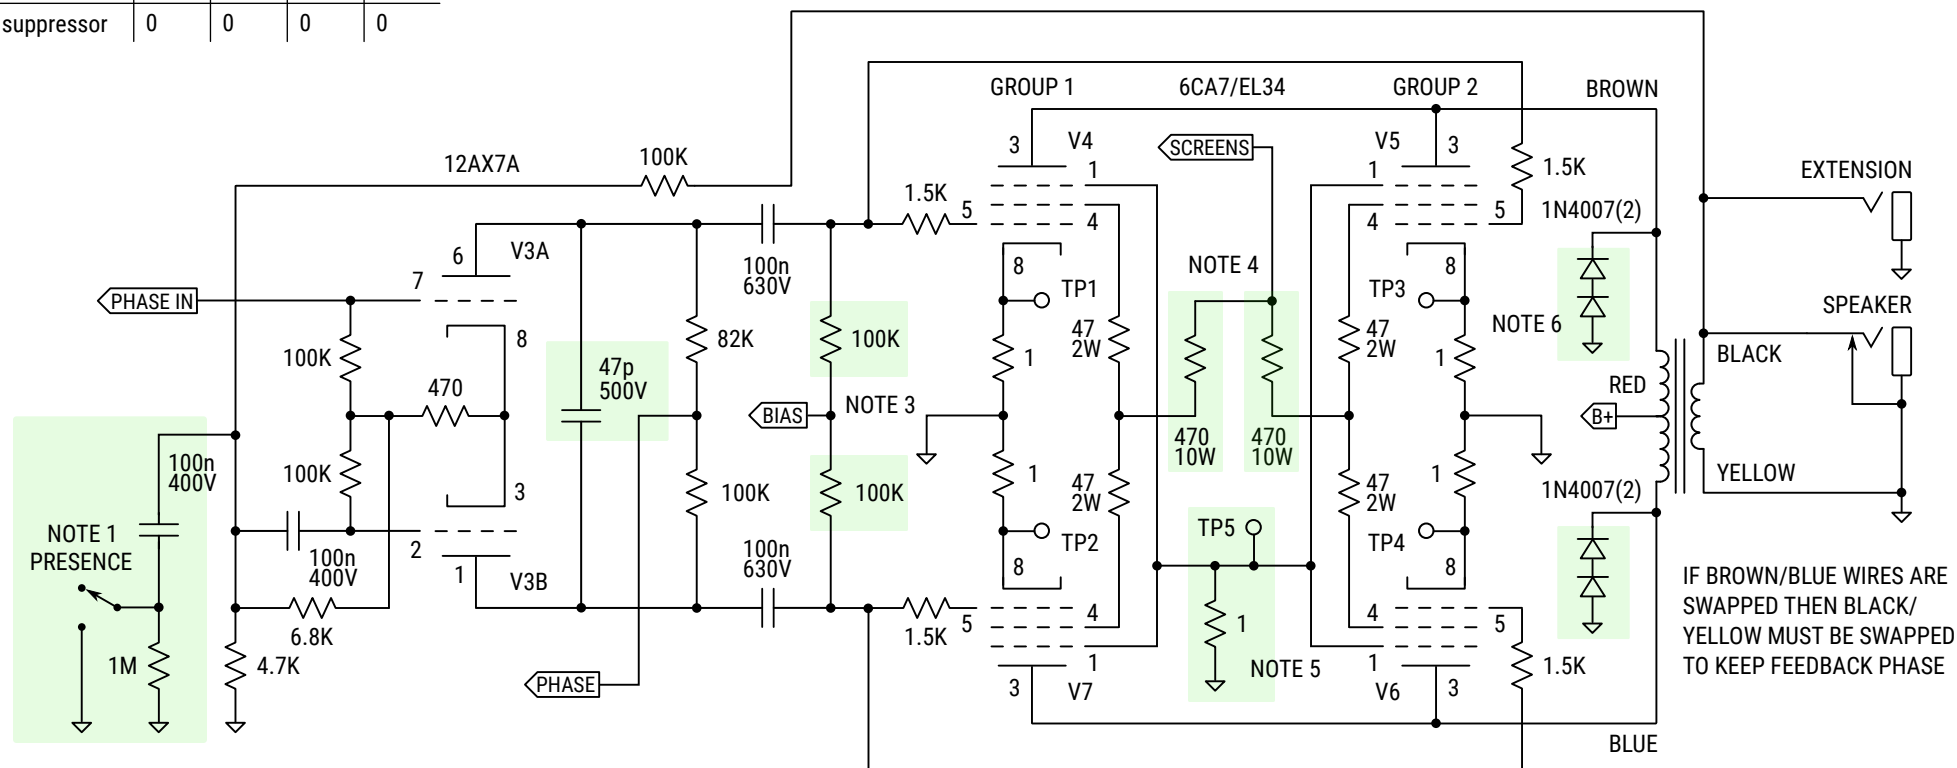 suppressor 0 0 0 0
GROUP 1
6CA7/EL34
GROUP 2
BROWN
12AX7A
100K
3
V4
1
SCREENS
V5
3
1
1.5K
EXTENSION
1.5K
5
4
4
5
1N4007(2)
6
V3A
7
100n
630V
8
TP1
NOTE 4
8
TP3
PHASE IN
SPEAKER
NOTE 6
100K
8
82K
100K
1
47
2W
47
2W
1
BLACK
47p
500V
470
RED
BIAS
NOTE 3
B+
470
10W
470
10W
100n
400V
100K
3
100K
100K
1
47
2W
47
2W
1
1N4007(2)
YELLOW
NOTE 1
PRESENCE
100n
400V
2
1
V3B
100n
630V
TP2
8
TP5
TP4
8
IF BROWN/BLUE WIRES ARE
SWAPPED THEN BLACK/
YELLOW MUST BE SWAPPED
TO KEEP FEEDBACK PHASE
6.8K
1.5K
5
4
1
4
5
1M
4.7K
PHASE
1
NOTE 5
1
1.5K
3
V7
V6
3
BLUE